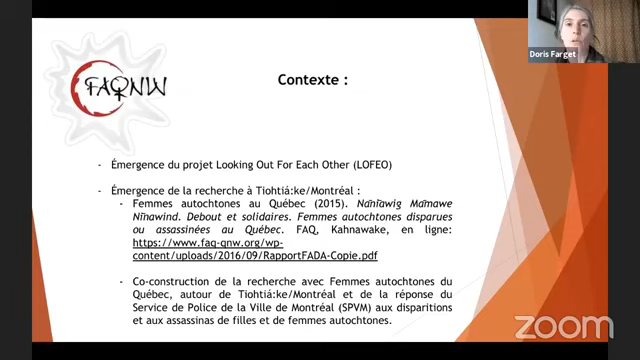 FAQNW
Contexte :
Doris Farget
- Émergence du projet Looking Out For Each Other (LOFEO)
- Émergence de la recherche à Tiohtiá:ke/Montréal :
- Femmes autochtones au Québec (2015). Nānīawig Māmawe
Nīnawind. Debout et solidaires. Femmes autochtones disparues
ou assassinées au Québec. FAQ, Kahnawake, en ligne:
https://www.faq-qnw.org/wp-
content/uploads/2016/09/RapportFADA-Copie.pdf
- Co-construction de la recherche avec Femmes autochtones du
Québec, autour de Tiohtiá:ke/Montréal et de la réponse du
Service de Police de la Ville de Montréal (SPVM) aux disparitions
et aux assassinas de filles et de femmes autochtones.
zoom